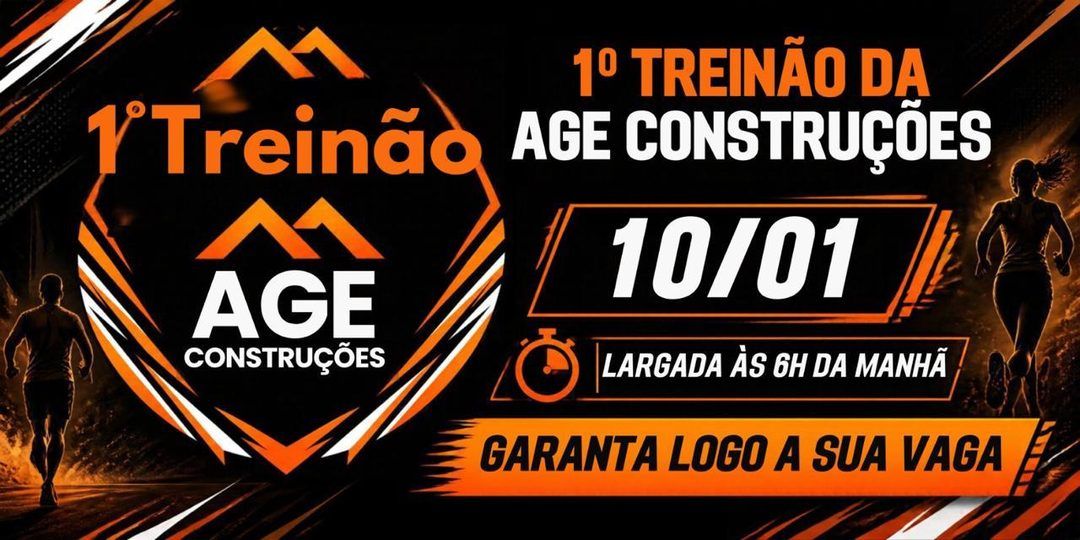 1º Treinão
AGE
CONSTRUÇÕES
1º TREINÃO DA
AGE CONSTRUÇÕES
10/01
LARGADA ÀS 6H DA MANHÃ
GARANTA LOGO A SUA VAGA